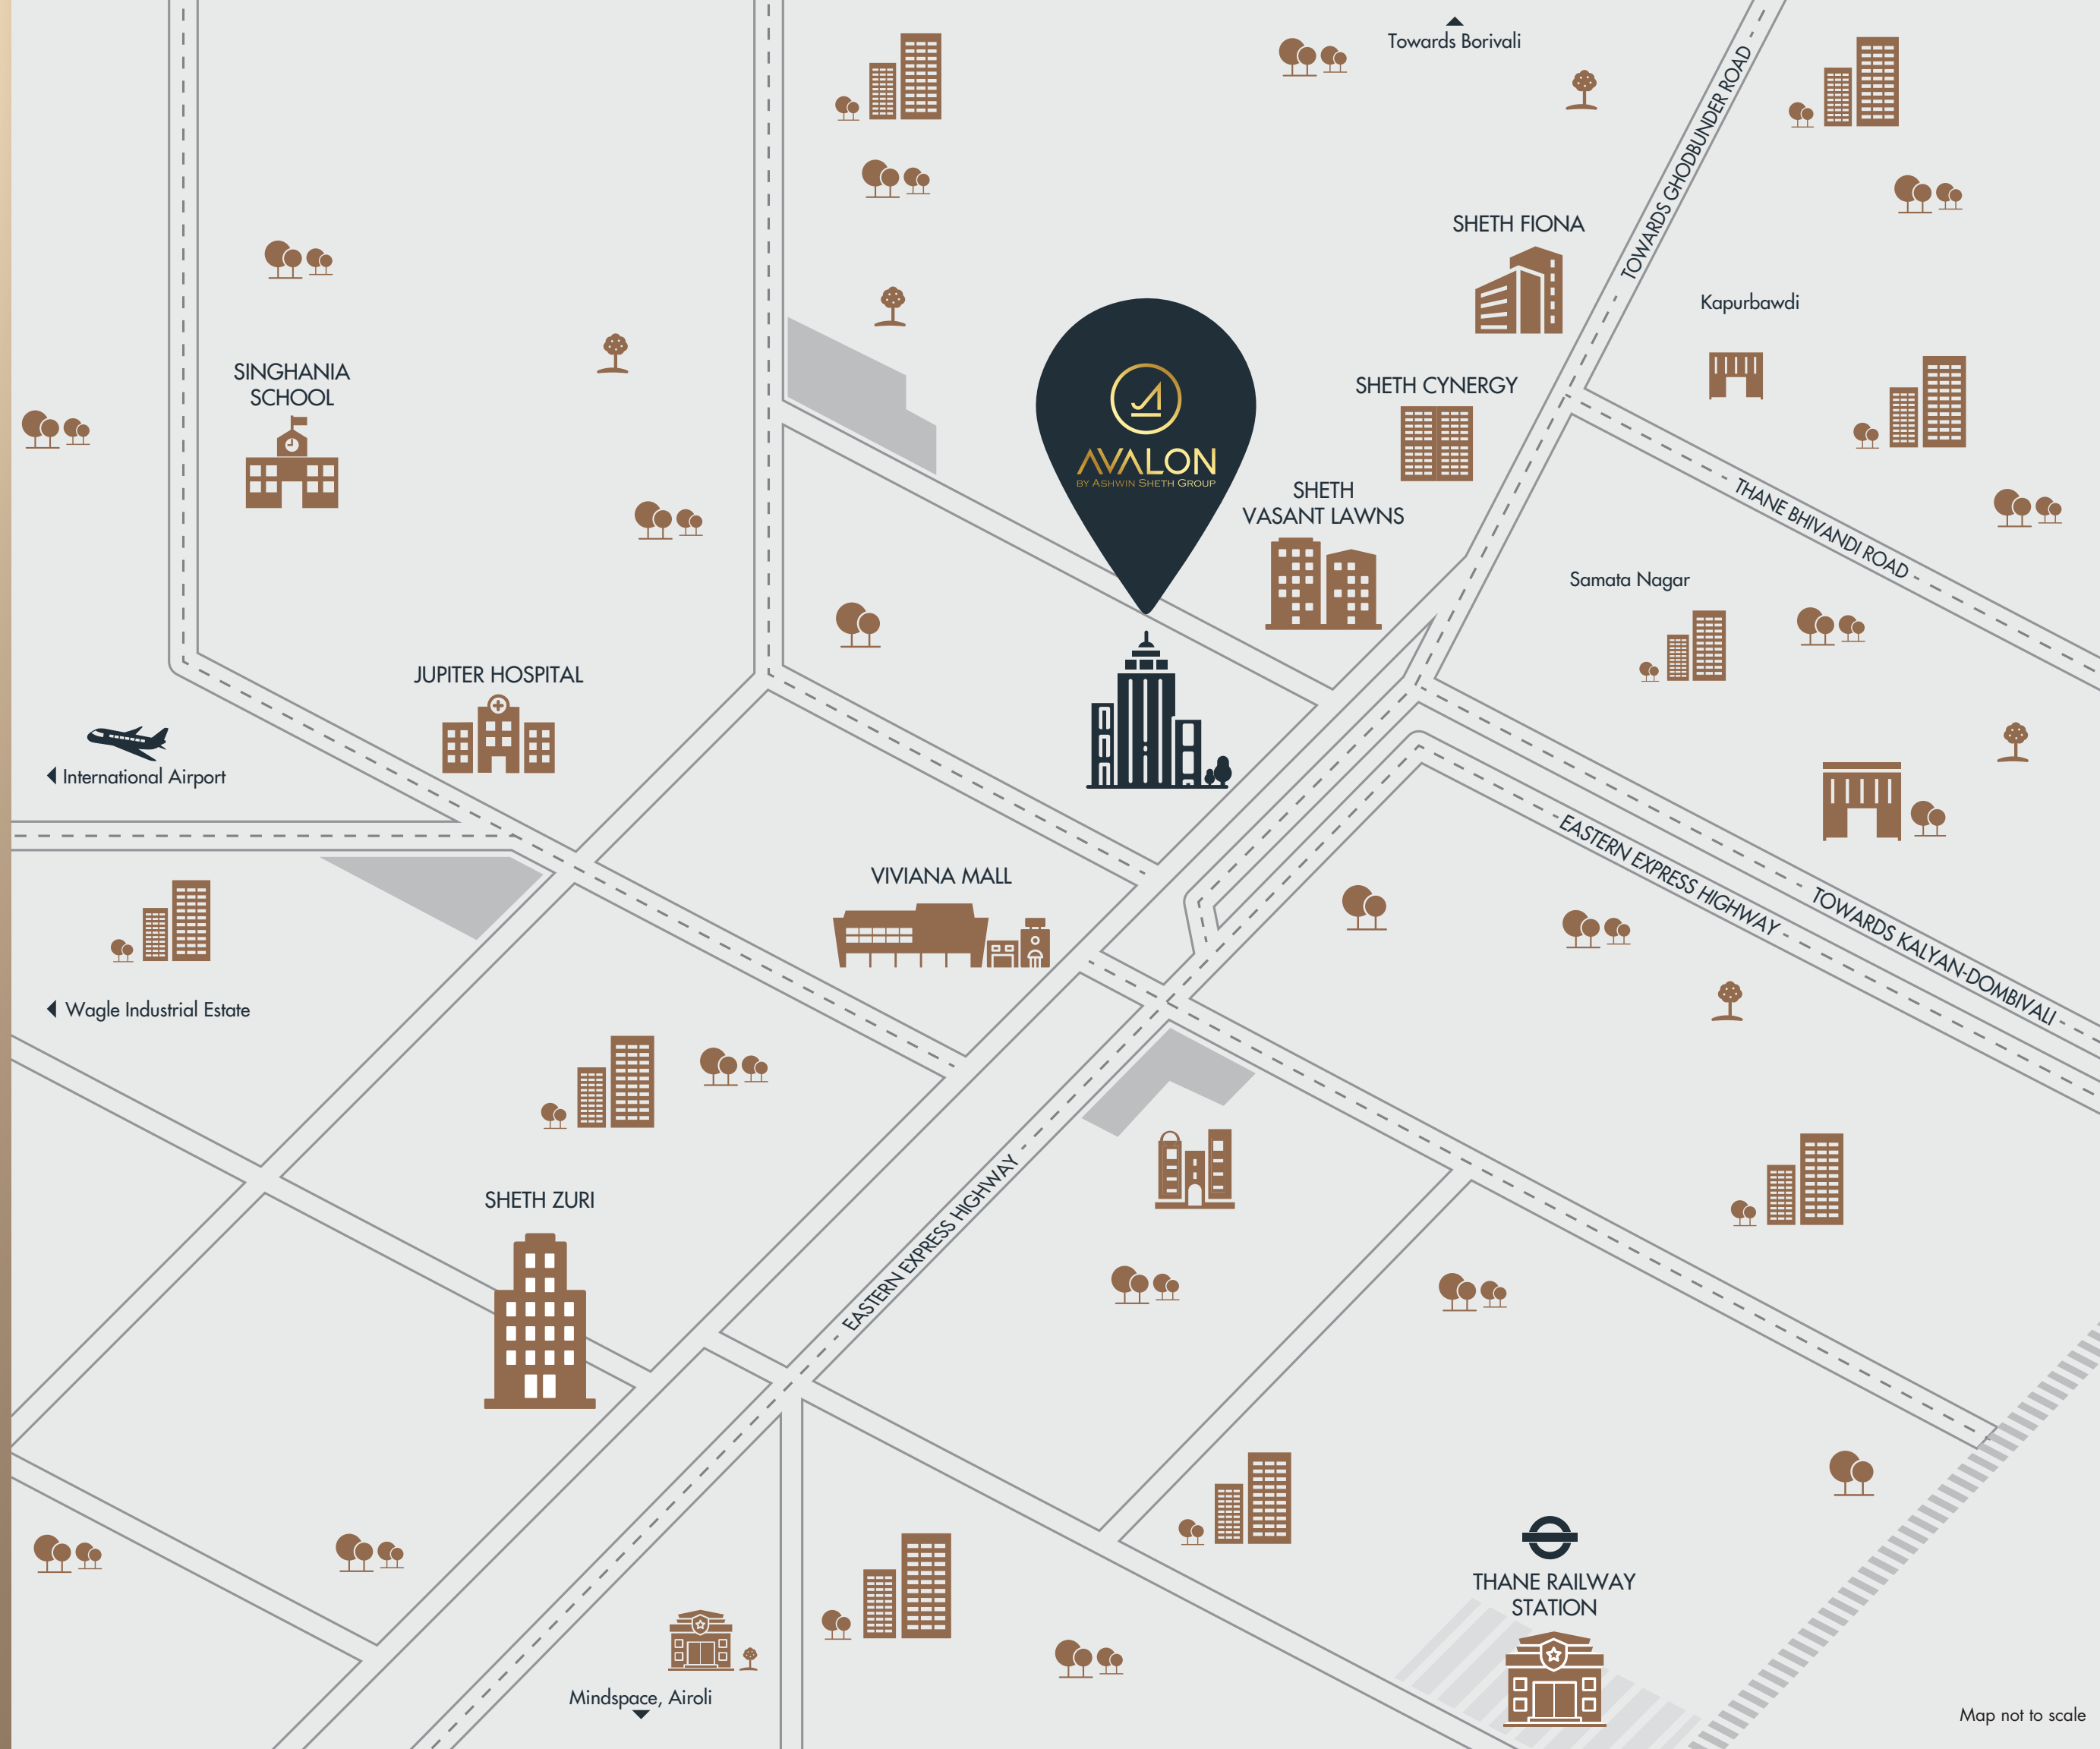 Towards Borivali
TOWARDS GHODBUNDER ROAD
SHETH FIONA
Kapurbawdi
SINGHANIA
SCHOOL
SHETH CYNERGY
AVALON
BY ASHWIN SHETH GROUP
SHETH
VASANT LAWNS
THANE BHIVANDI ROAD
Samata Nagar
JUPITER HOSPITAL
International Airport
EASTERN EXPRESS HIGHWAY
VIVIANA MALL
TOWARDS KALYAN-DOMBIVALI
Wagle Industrial Estate
SHETH ZURI
EASTERN EXPRESS HIGHWAY
THANE RAILWAY
STATION
Mindspace, Airoli
Map not to scale